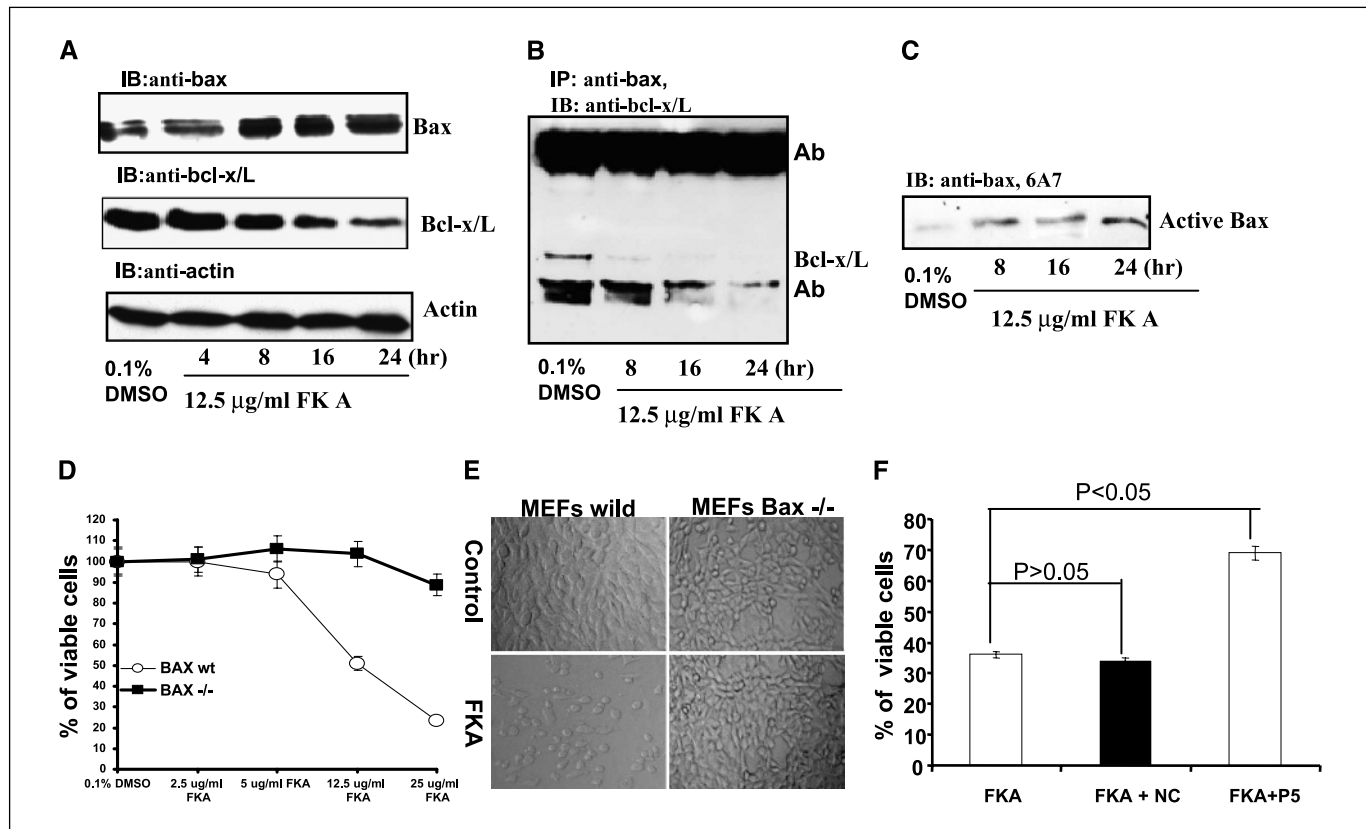 A
IB:anti-bax
Bax
IB:anti-bcl-x/L
Bcl-x/L
IB:anti-actin
Actin
0.1% DMSO
4 8 16 24 (hr)
12.5 μg/ml FK A
B
IP: anti-bax,
IB: anti-bcl-x/L
Ab
Bcl-x/L
Ab
0.1% DMSO
8 16 24 (hr)
12.5 μg/ml FK A
C
IB: anti-bax, 6A7
Active Bax
0.1% DMSO
8 16 24 (hr)
12.5 μg/ml FK A
D
% of viable cells
120
110
100
90
80
70
60
50
40
30
20
10
0
BAX wt
BAX -/-
0.1% DMSO
2.5 ug/ml FKA
5 ug/ml FKA
12.5 ug/ml FKA
25 ug/ml FKA
E
MEFs wild
MEFs Bax -/-
Control
FKA
F
P<0.05
P>0.05
% of viable cells
80
70
60
50
40
30
20
10
0
FKA
FKA + NC
FKA+P5